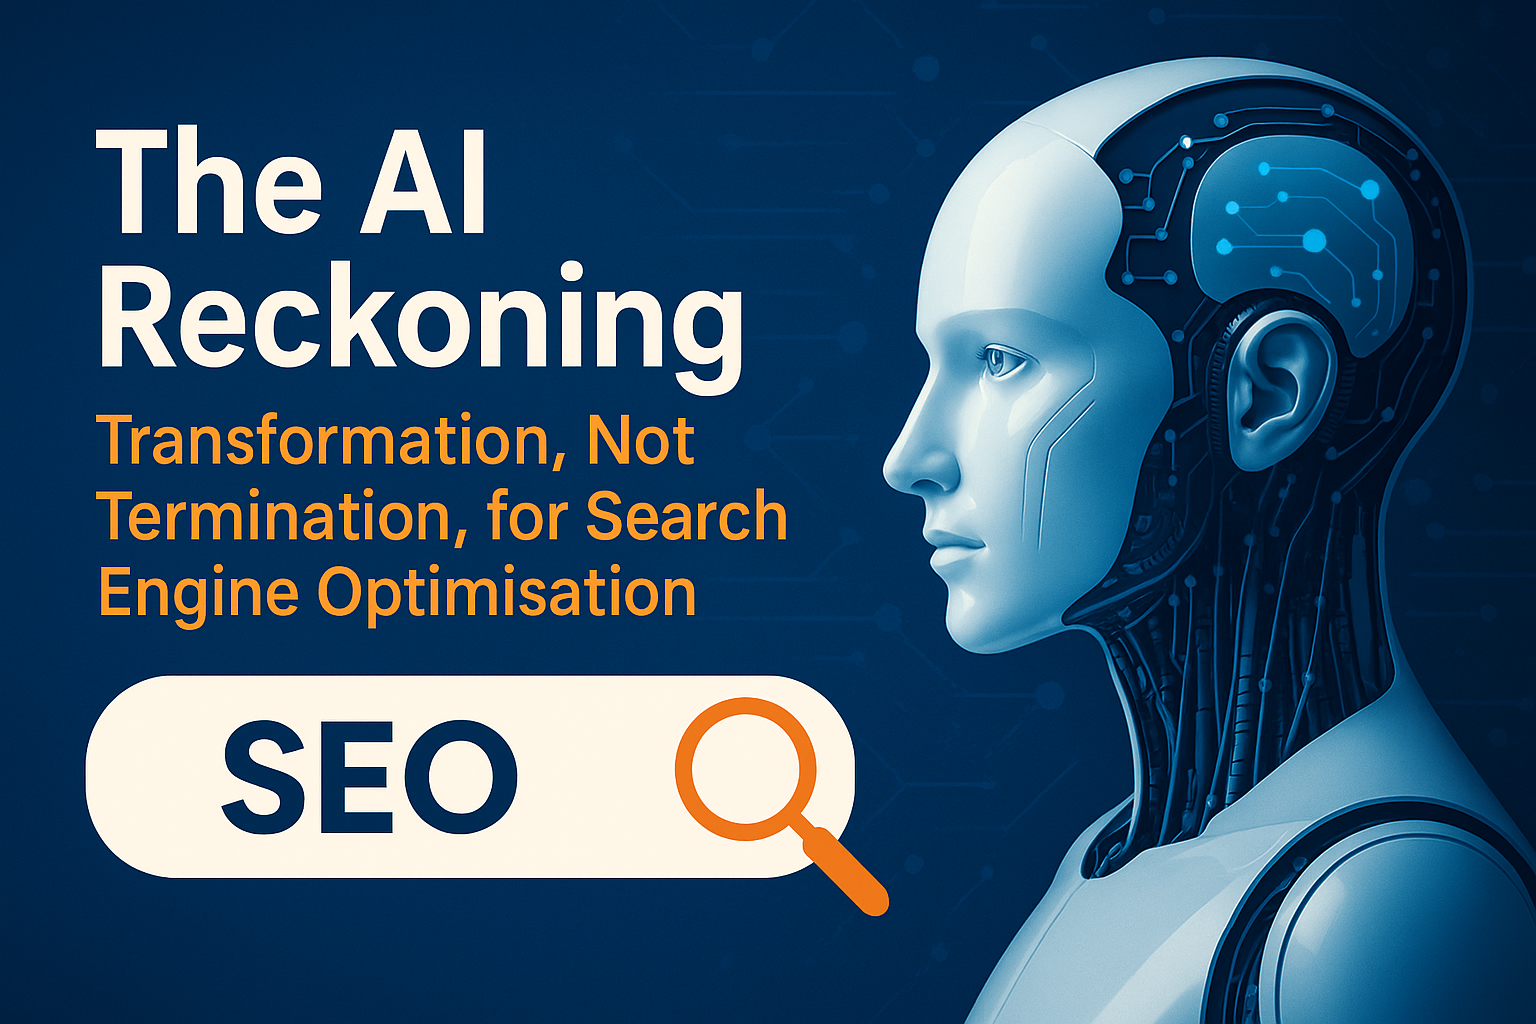 The AI
Reckoning
Transformation, Not
Termination, for Search
Engine Optimisation
SEO